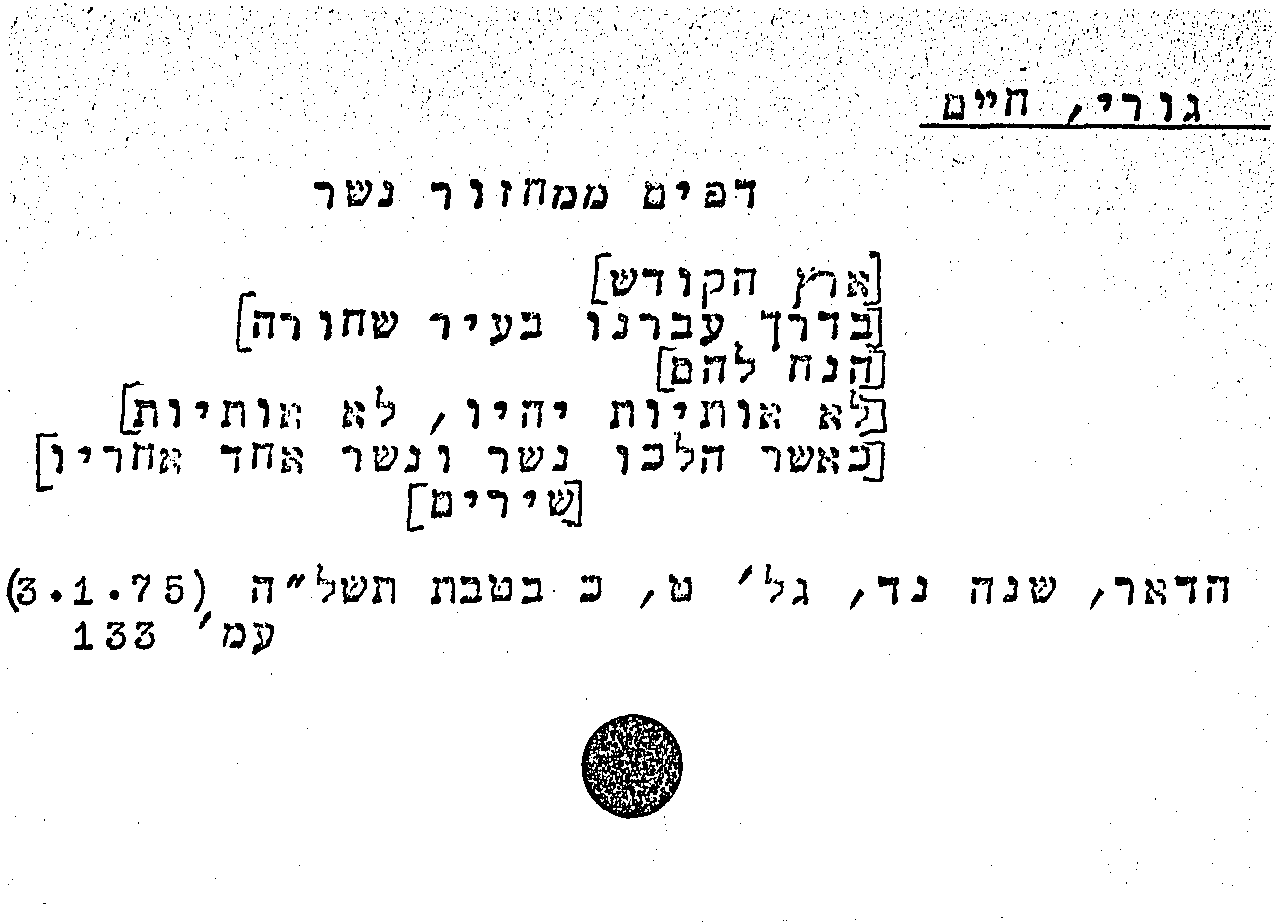 גורי, חיים
דפים ממחזור נשר
[ארץ הקודש]
[בדרך עברנו בעיר שחורה]
[הנח להם]
[לא אותיות יהיו, לא אותיות]
[כאשר הלכו נשר ונשר אחד אחריו]
[שירים]
הדאר, שנה נד, גל' ט, כ בטבת תשל"ה (3.1.75)
עמ' 133